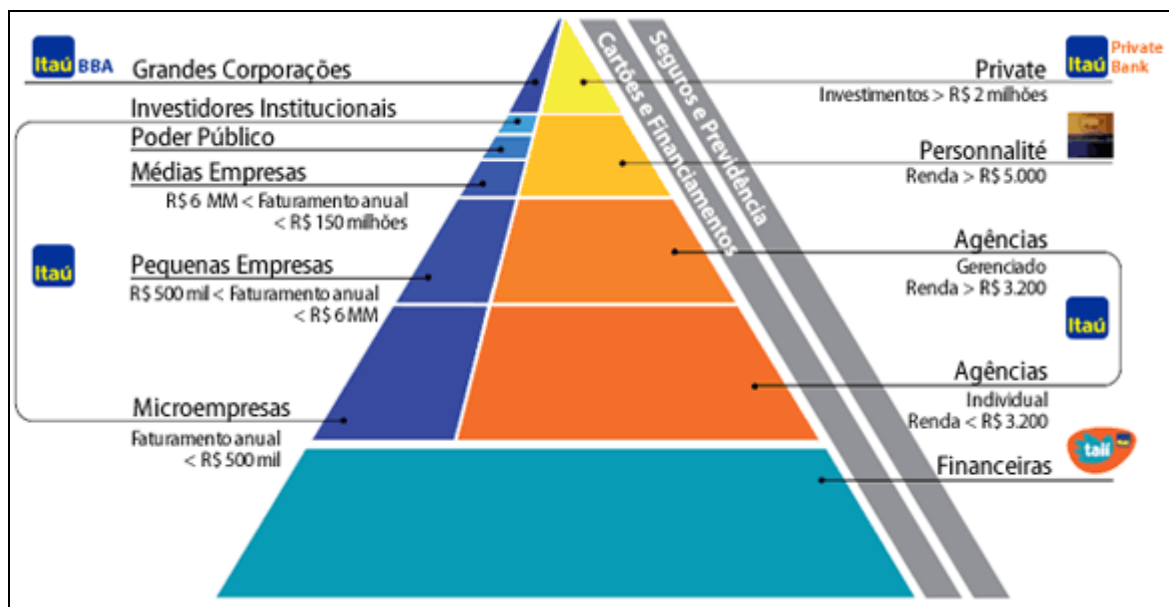 Itaú BBA
Grandes Corporações
Investidores Institucionais
Poder Público
Médias Empresas
R$ 6 MM < Faturamento anual
< R$ 150 milhões
Itaú
Pequenas Empresas
R$ 500 mil < Faturamento anual
< R$ 6 MM
Microempresas
Faturamento anual
< R$ 500 mil
Cartões e Financiamentos
Seguros e Previdência
Itaú Private
Bank
Private
Investimentos > R$ 2 milhões
Personnalité
Renda > R$ 5.000
Agências
Gerenciado
Renda > R$ 3.200
Itaú
Agências
Individual
Renda < R$ 3.200
Financeiras
taií